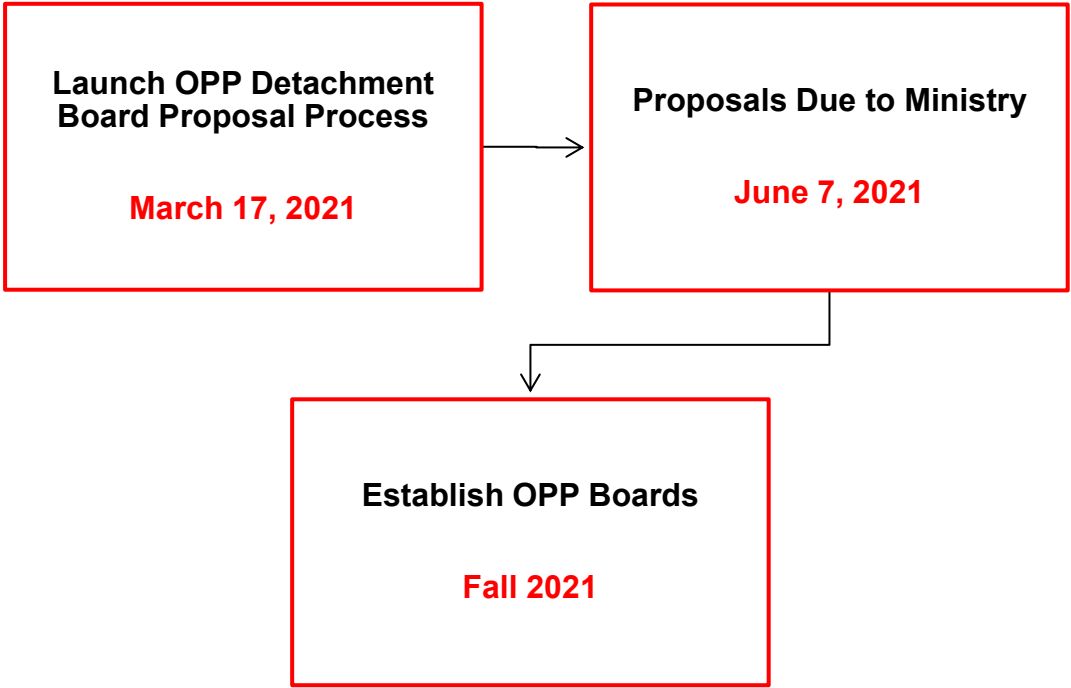 Launch OPP Detachment
Board Proposal Process
March 17, 2021
Proposals Due to Ministry
June 7, 2021
Establish OPP Boards
Fall 2021